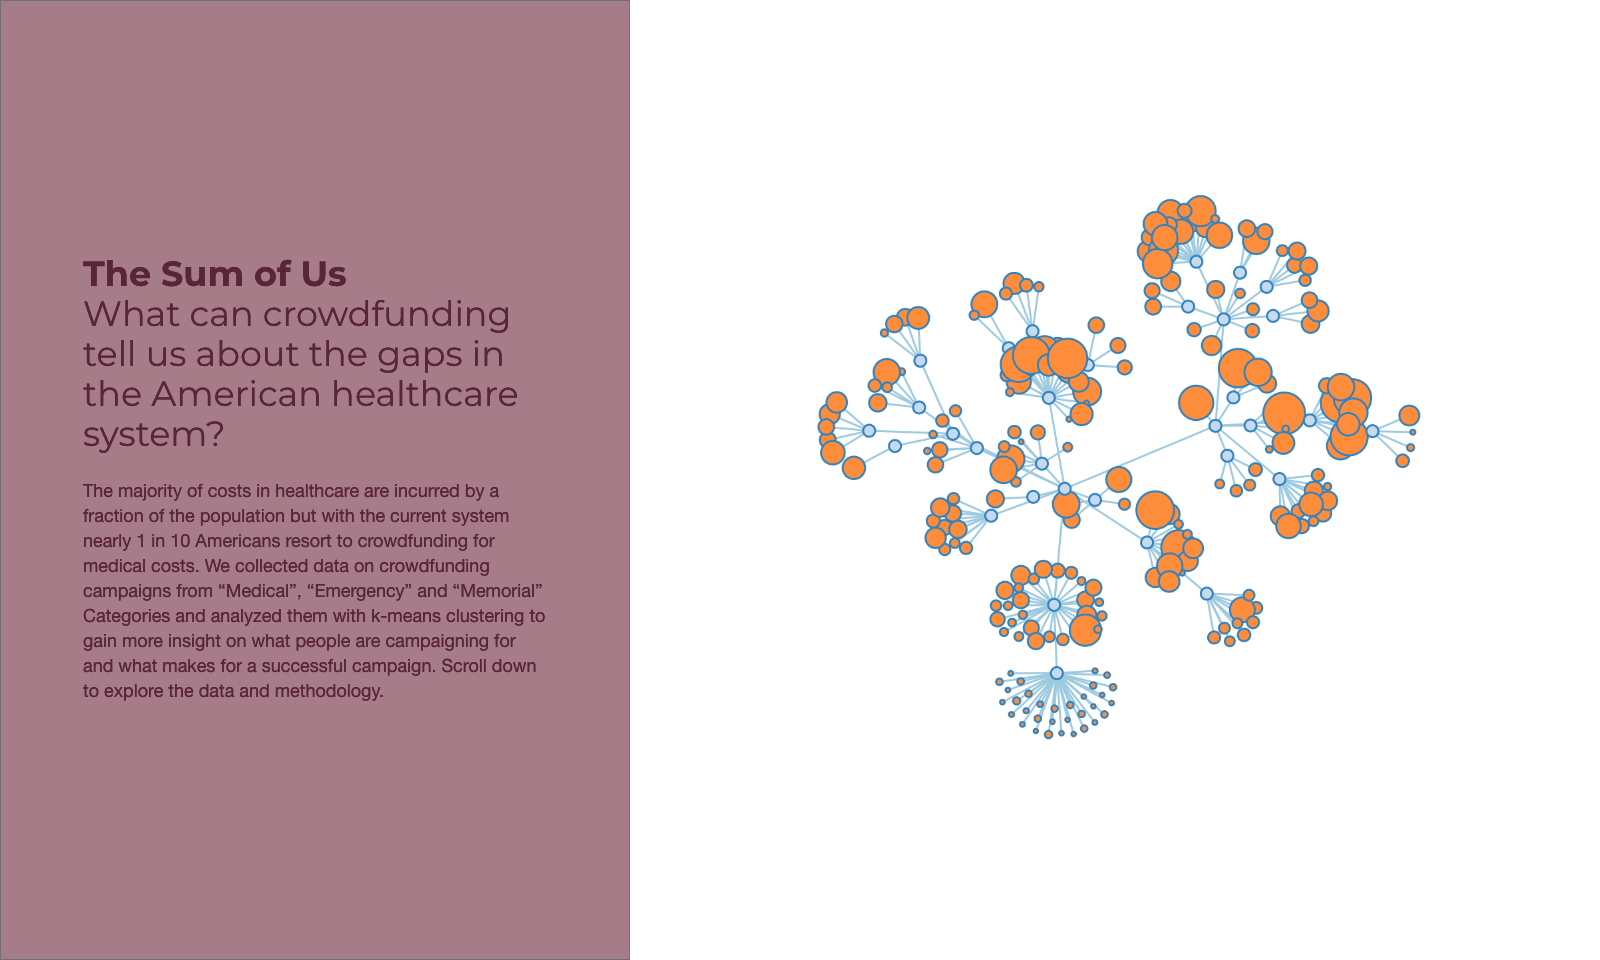 The Sum of Us
What can crowdfunding
tell us about the gaps in
the American healthcare
system?
The majority of costs in healthcare are incurred by a
fraction of the population but with the current system
nearly 1 in 10 Americans resort to crowdfunding for
medical costs. We collected data on crowdfunding
campaigns from “Medical”, “Emergency” and “Memorial”
Categories and analyzed them with k-means clustering to
gain more insight on what people are campaigning for
and what makes for a successful campaign. Scroll down
to explore the data and methodology.